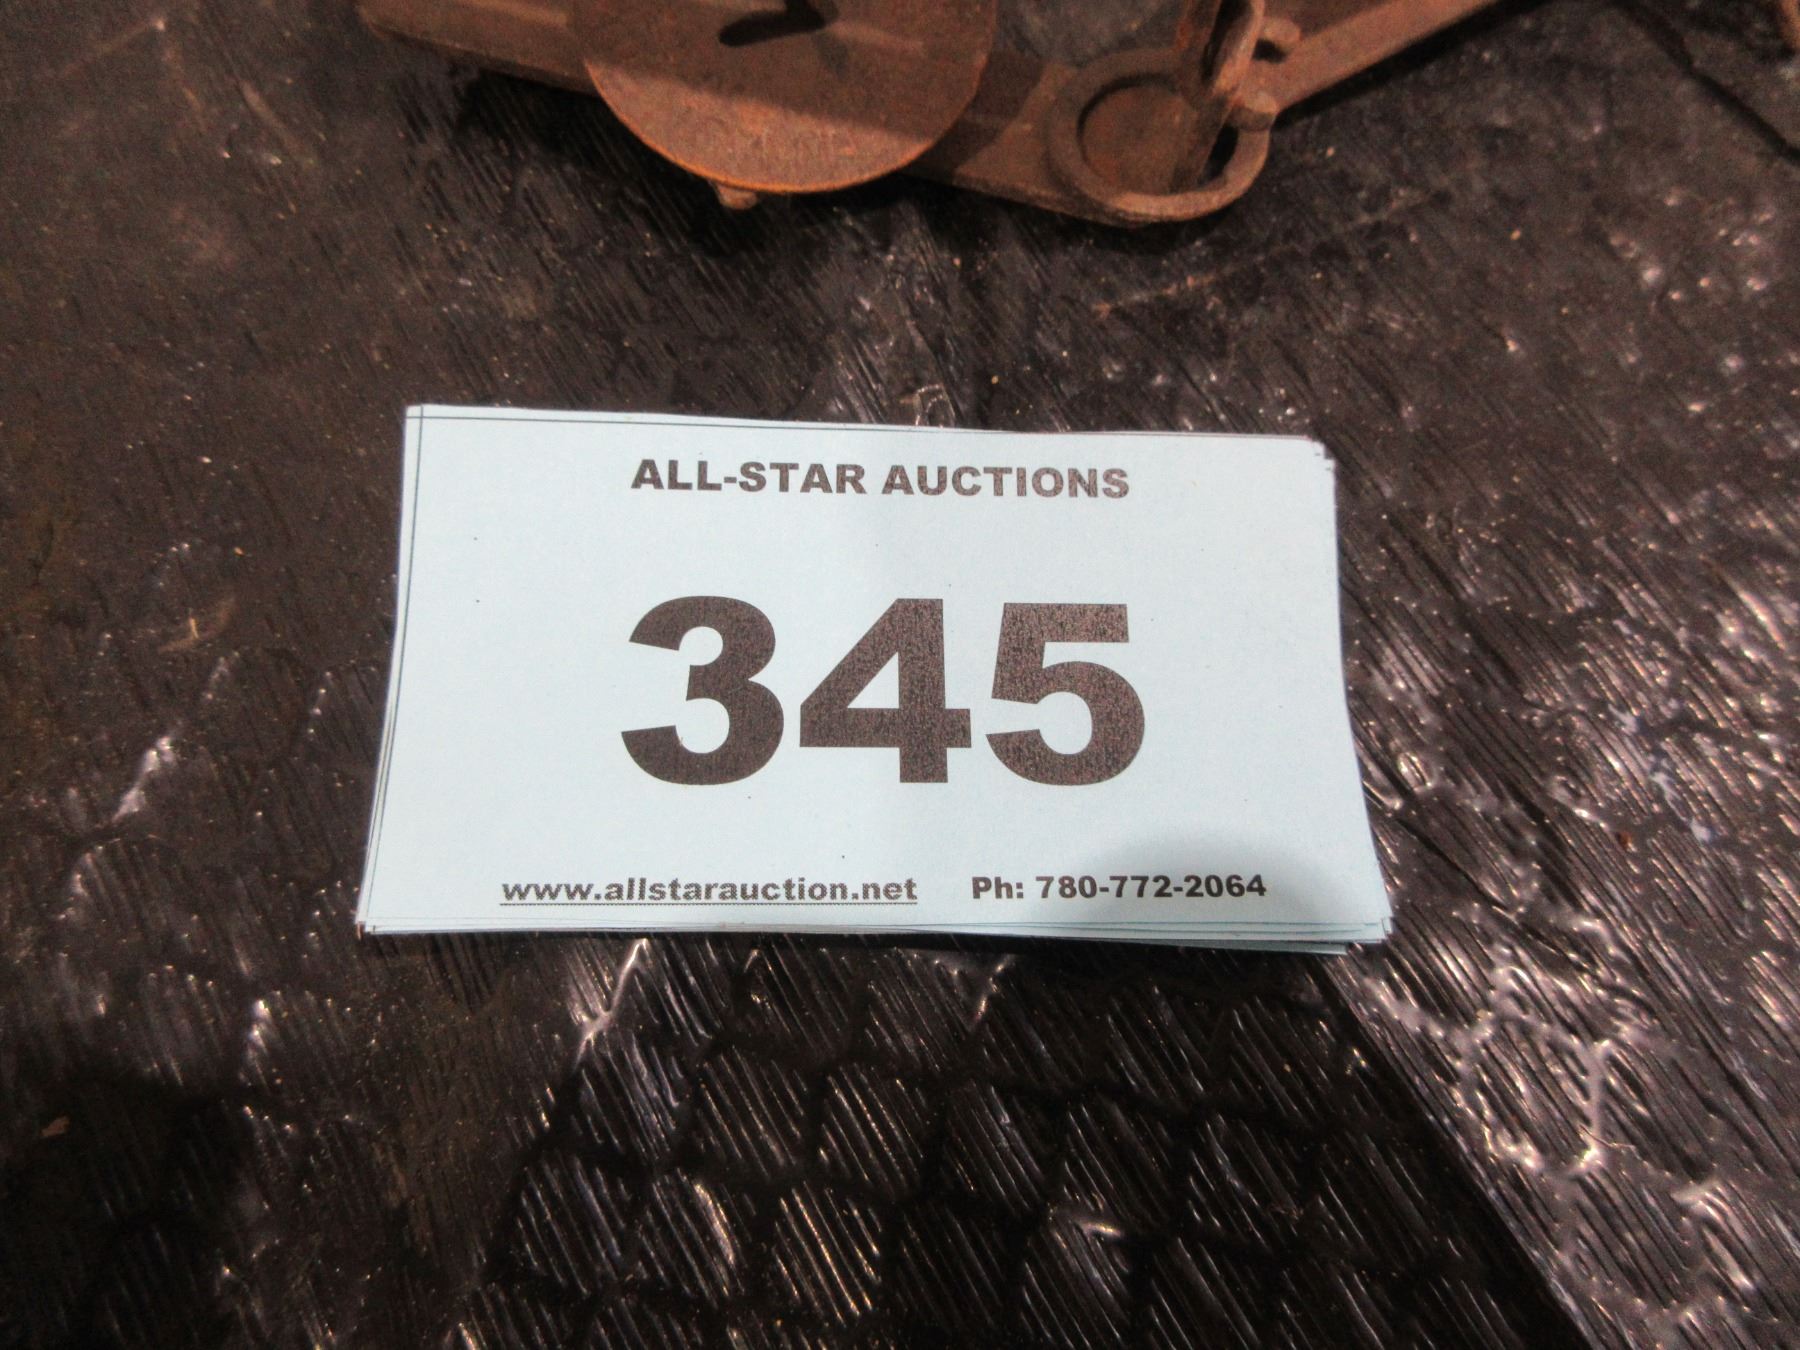 ALL-STAR AUCTIONS
345
www.allstarauction.net Ph: 780-772-2064